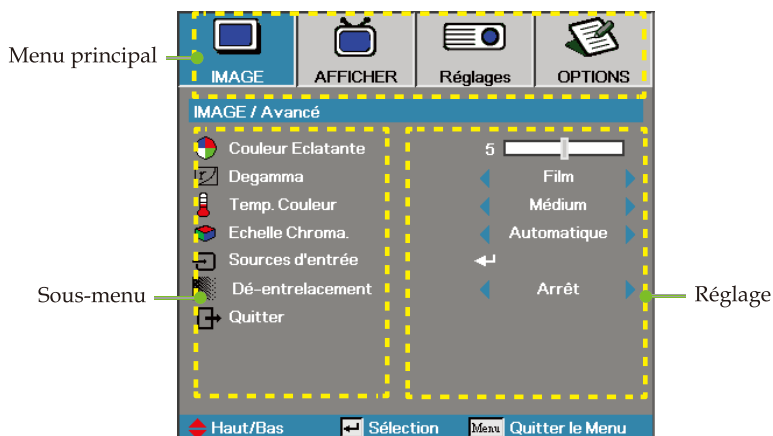 Menu principal
IMAGE AFFICHER Réglages OPTIONS
IMAGE / Avancé
Couleur Eclatante 5
Degamma Film
Temp. Couleur Médium
Echelle Chroma. Automatique
Sources d'entrée
Sous-menu
Dé-entrelacement Arrêt
Réglage
Quitter
Haut/Bas Sélection Menu Quitter le Menu